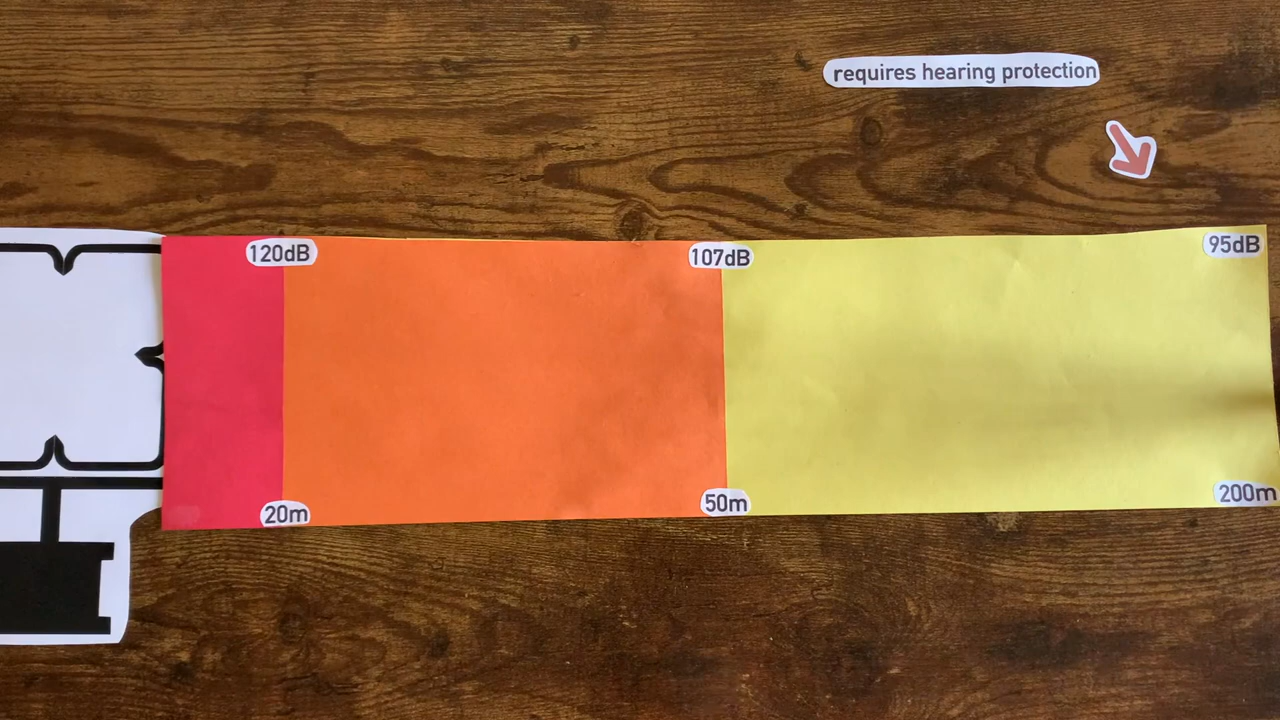 requires hearing protection
120dB
107dB
95dB
20m
50m
200m